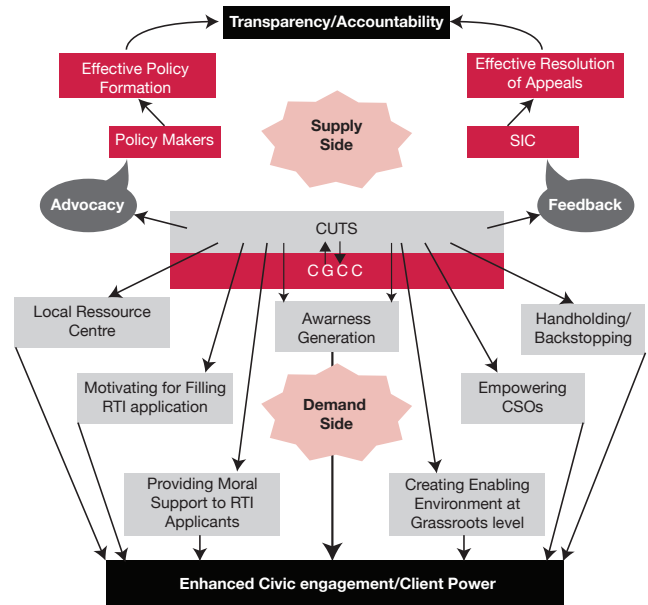 Transparency/Accountability
Effective Policy
Formation
Effective Resolution
of Appeals
Policy Makers
Supply
Side
SIC
Advocacy
Feedback
CUTS
CGCC
Local Ressource
Centre
Awarness
Generation
Handholding/
Backstopping
Motivating for Filling
RTI application
Demand
Side
Empowering
CSOs
Providing Moral
Support to RTI
Applicants
Creating Enabling
Environment at
Grassroots level
Enhanced Civic engagement/Client Power